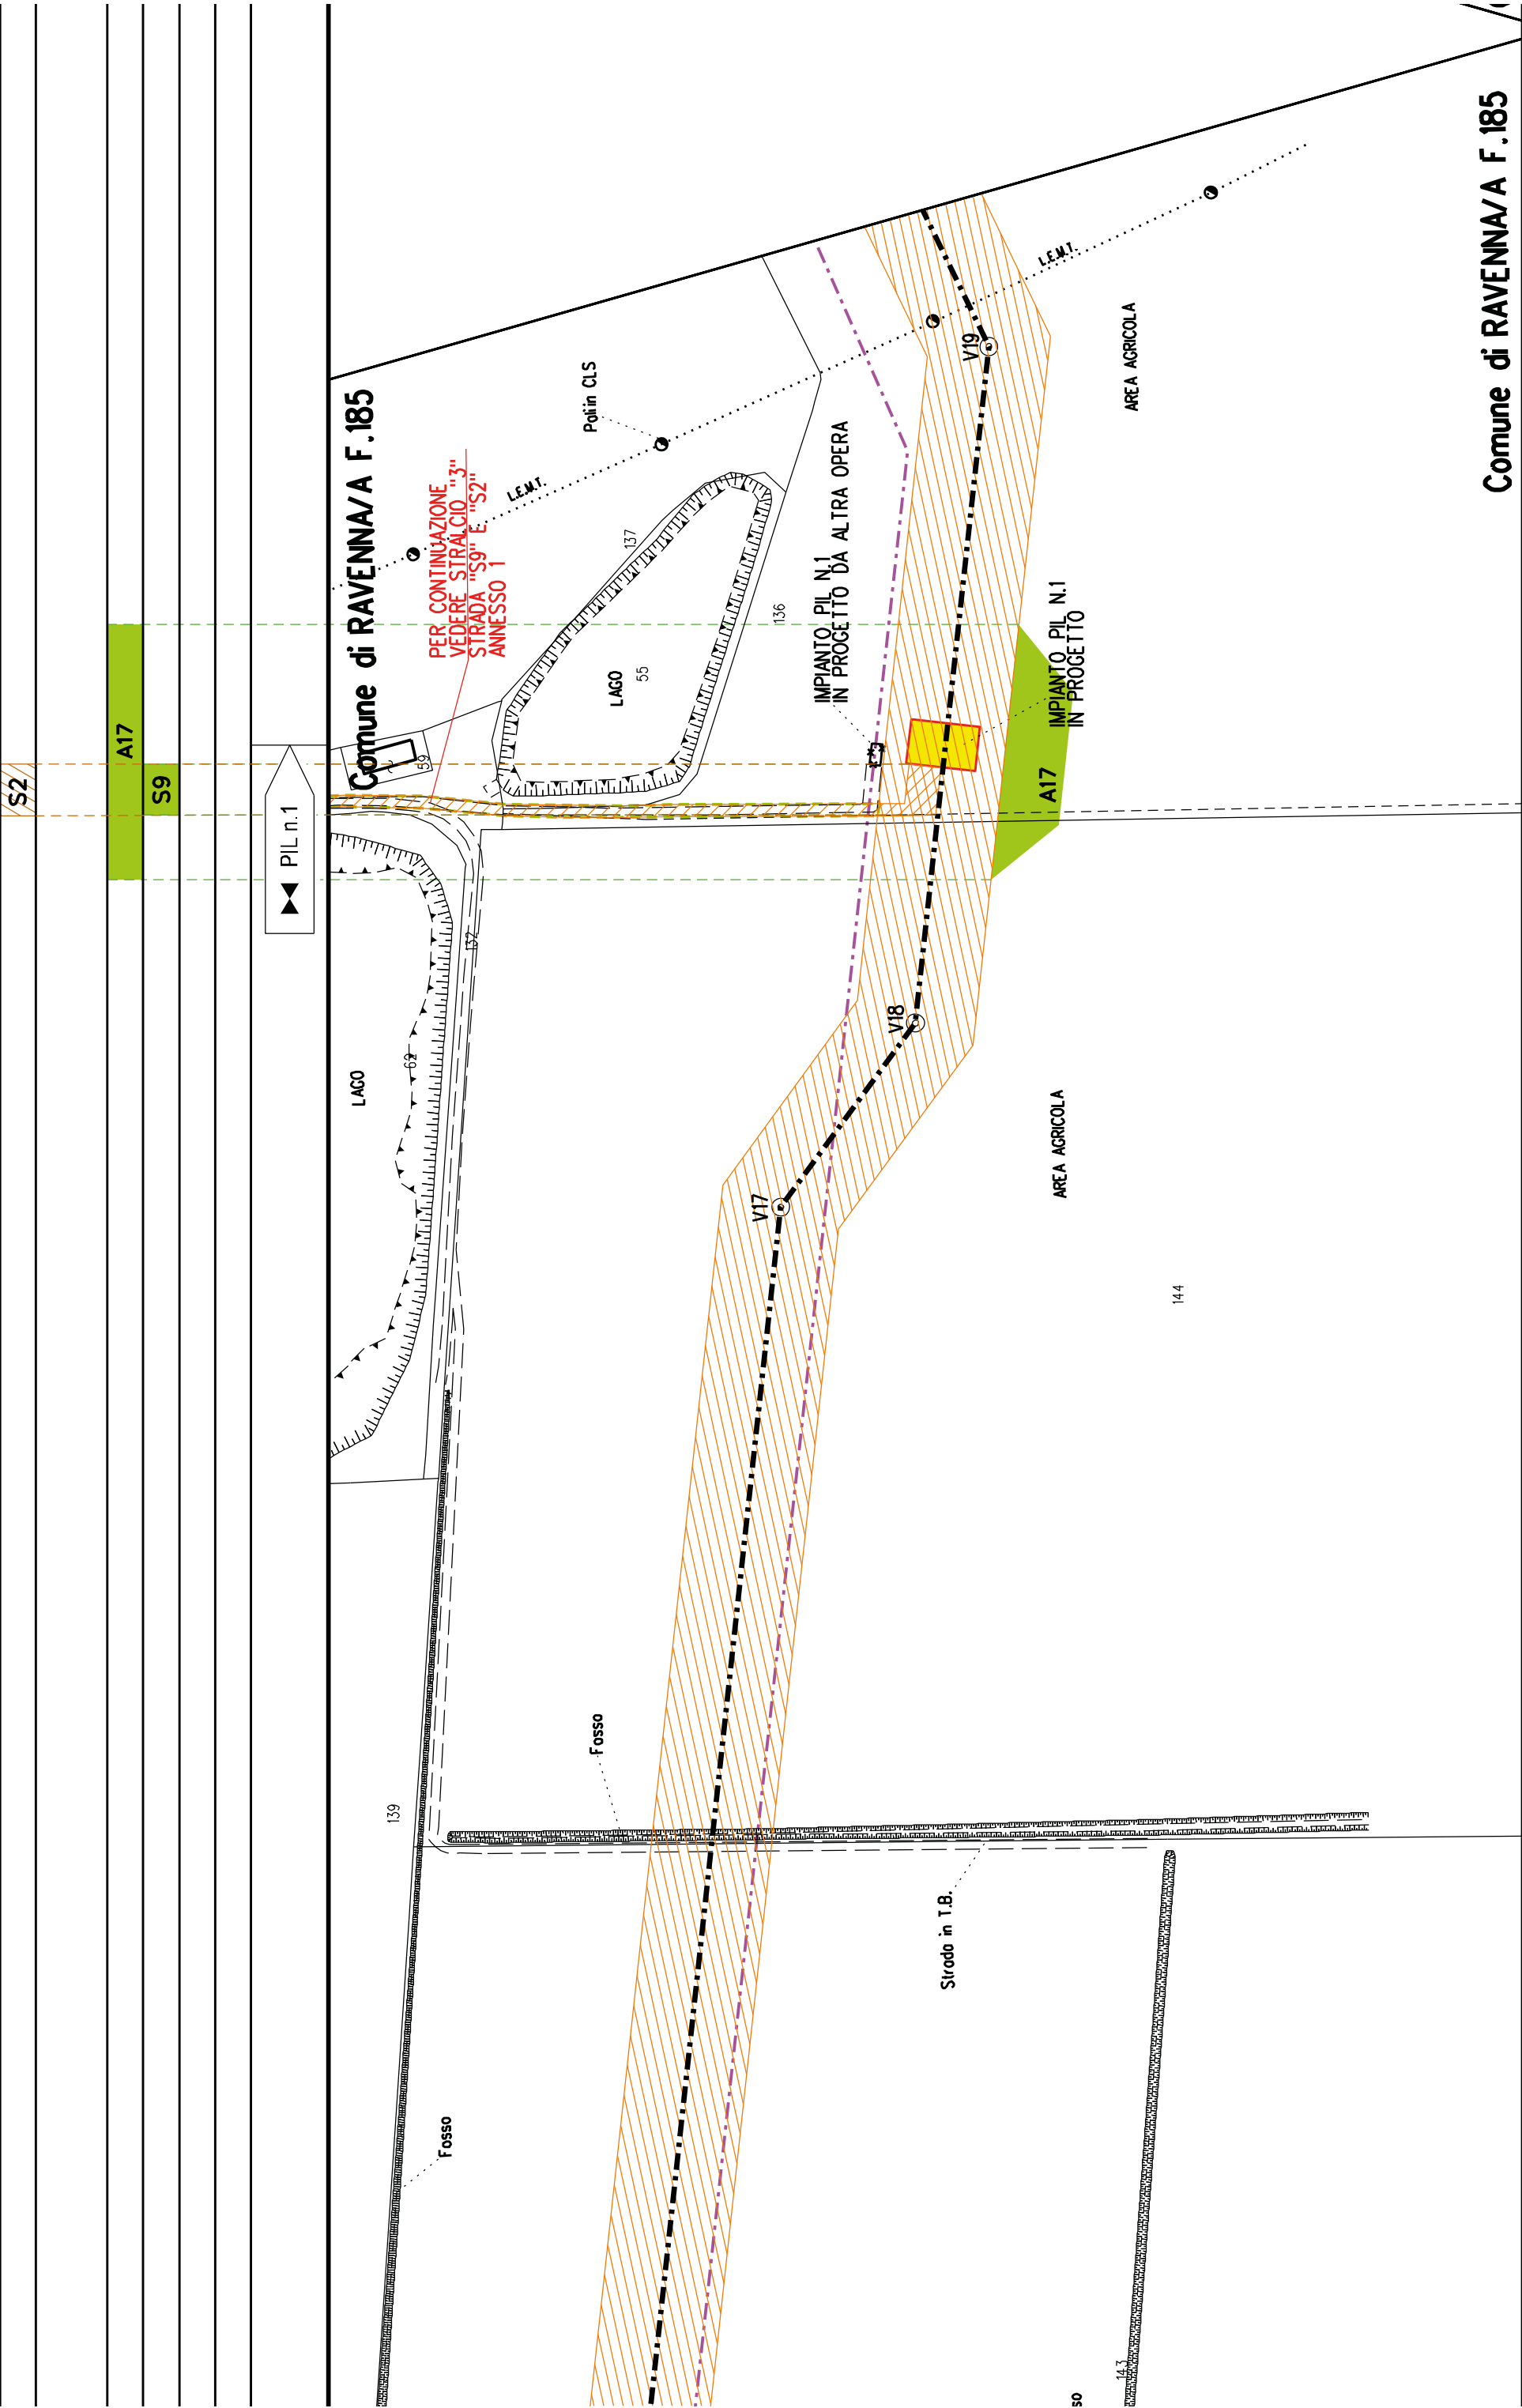 S2
A17
S9
PIL n.1
Comune di RAVENNA/A F.185
PER CONTINUAZIONE
VEDERE STRALCIO "3"
STRADA "S9" E "S2"
ANNESSO 1
59
LAGO
62
132
139
Fosso
Fosso
L.E.M.T.
Pali in CLS
137
LAGO
55
136
IMPIANTO PIL N.1
IN PROGETTO DA ALTRA OPERA
V17
V18
V19
L.E.M.T.
IMPIANTO PIL N.1
IN PROGETTO
A17
AREA AGRICOLA
AREA AGRICOLA
144
Strada in T.B.
143
so
Comune di RAVENNA/A F.185